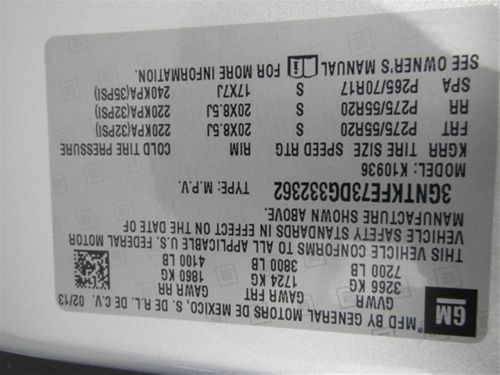 GM
*MFD BY GENERAL MOTORS DE MEXICO, S. DE R.L. DE C.V. 02/13
GVWR GAWR FRT GAWR RR
3266 KG 1724 KG 1860 KG
7200 LB 3800 LB 4100 LB
THIS VEHICLE CONFORMS TO ALL APPLICABLE U.S. FEDERAL MOTOR
VEHICLE SAFETY STANDARDS IN EFFECT ON THE DATE OF
MANUFACTURE SHOWN ABOVE.
3GNTKFE73DG332362 TYPE: M.P.V.
MODEL: K10936
KGRR TIRE SIZE SPEED RTG RIM COLD TIRE PRESSURE
FRT P275/55R20 S 20X8.5J 220KPA(32PSI)
RR P275/55R20 S 20X8.5J 220KPA(32PSI)
SPA P265/70R17 S 17X7J 240KPA(35PSI)
SEE OWNER'S MANUAL FOR MORE INFORMATION.